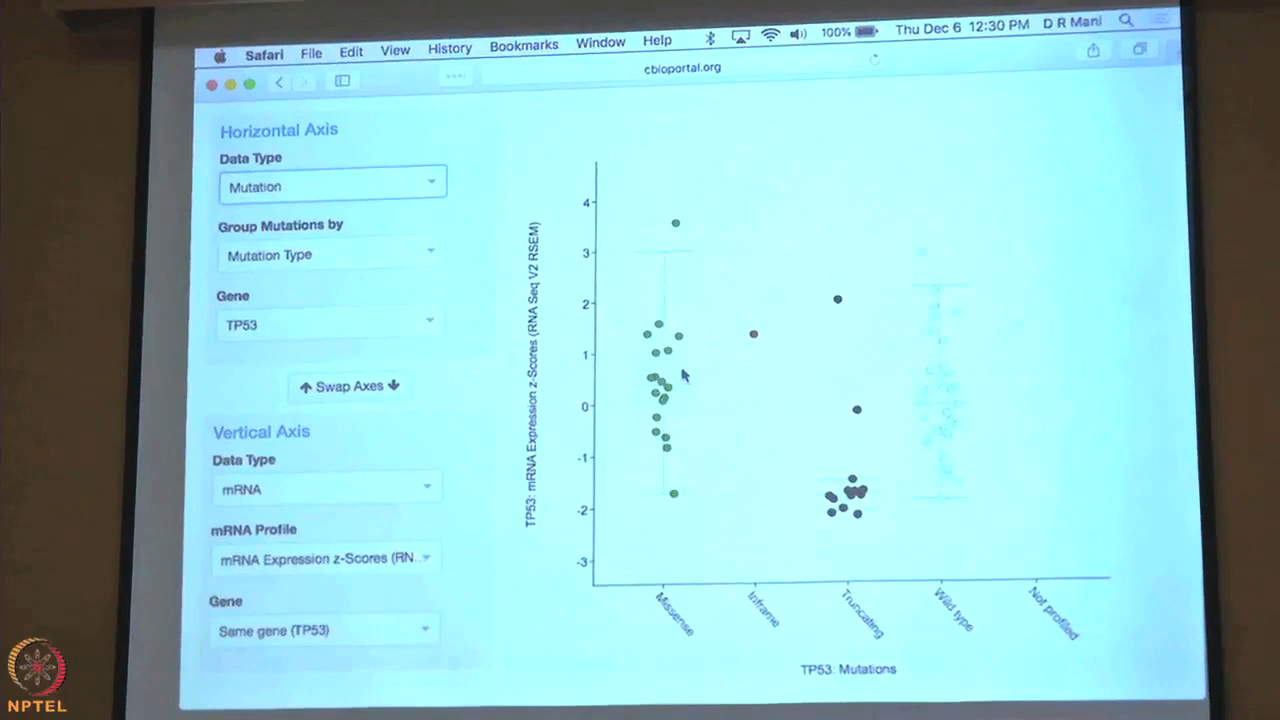 Safari File Edit View History Bookmarks Window Help 100% Thu Dec 6 12:30 PM D R Mani
cbioportal.org
Horizontal Axis
Data Type
Mutation
Group Mutations by
Mutation Type
Gene
TP53
Swap Axes
Vertical Axis
Data Type
mRNA
mRNA Profile
mRNA Expression z-Scores (RN...
Gene
Same gene (TP53)
TP53: mRNA Expression z-Scores (RNA Seq V2 RSEM)
4
3
2
1
0
-1
-2
-3
Missense
Inframe
Truncating
Wild type
Not profiled
TP53: Mutations
NPTEL